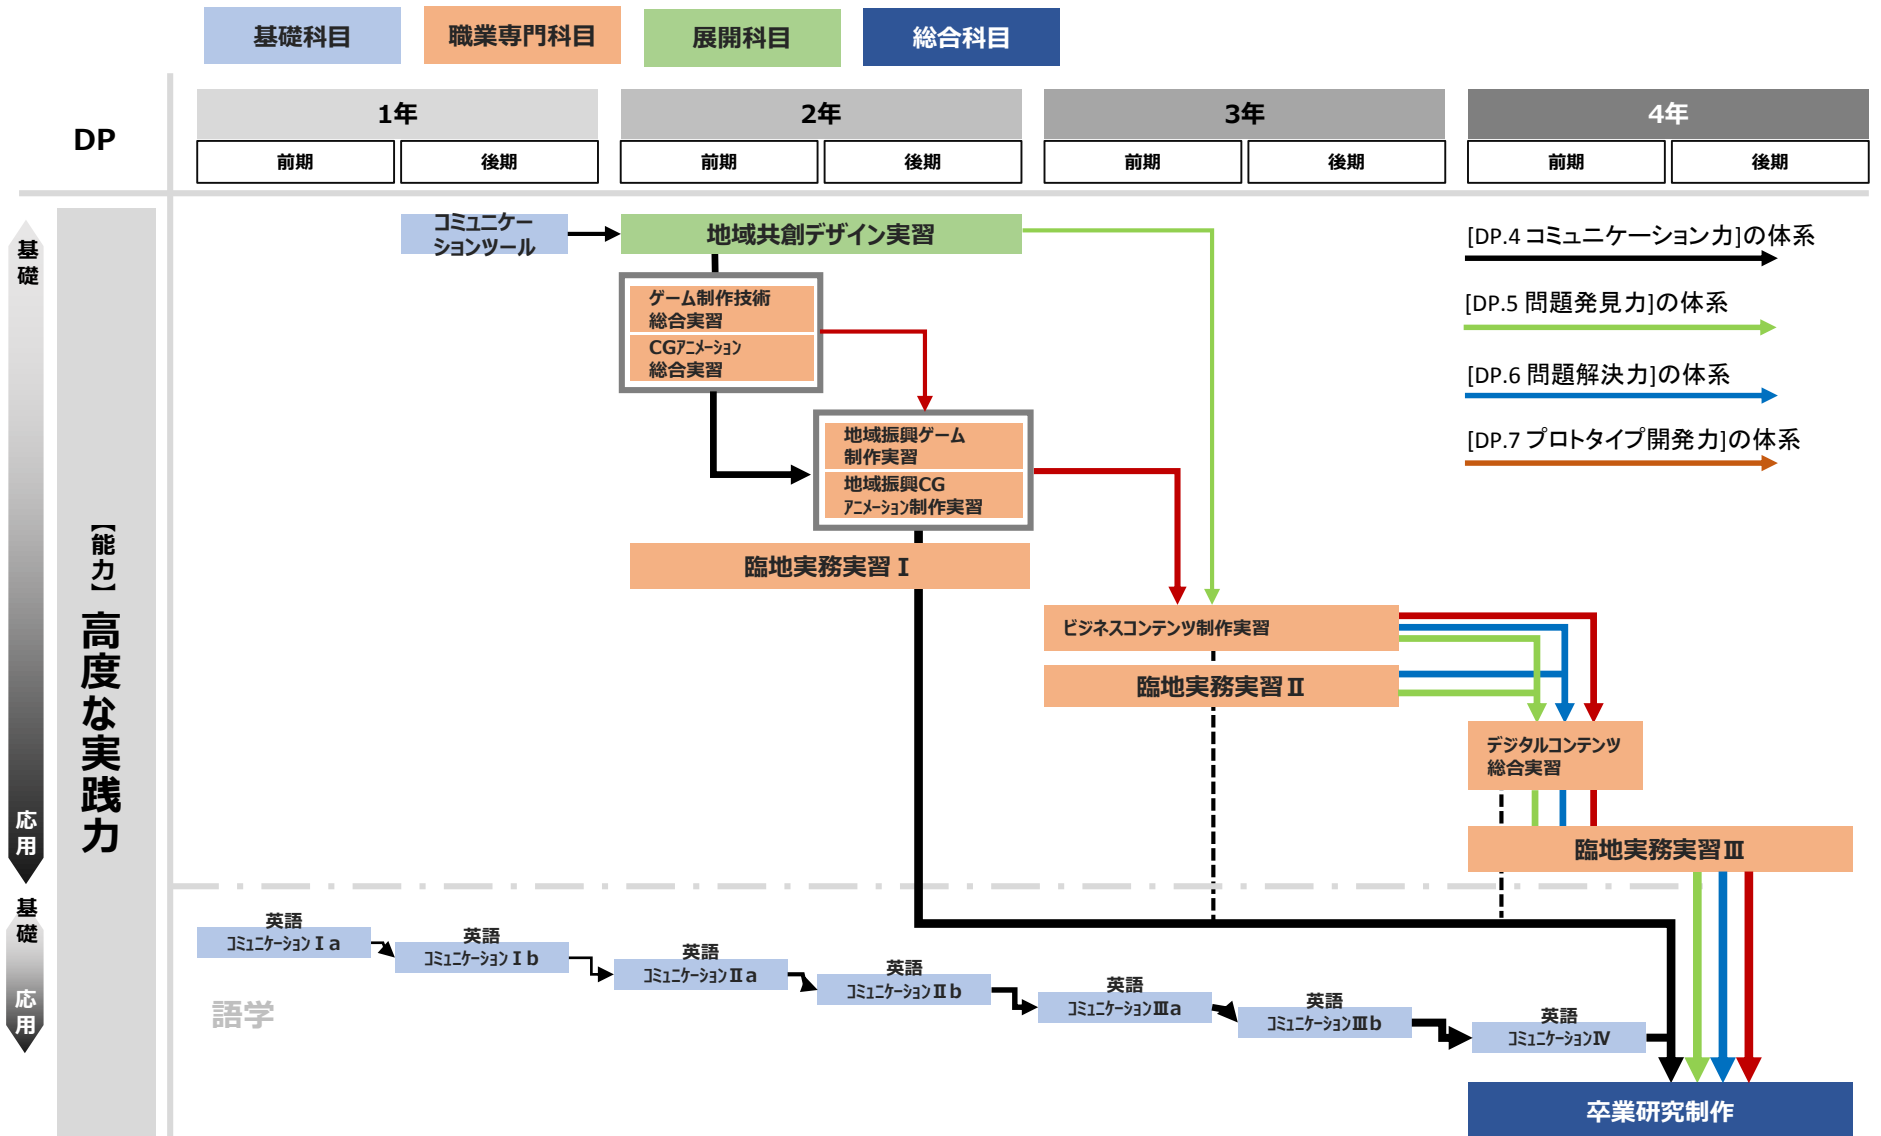 基礎科目
職業専門科目
展開科目
総合科目
DP
1年
2年
3年
4年
前期
後期
前期
後期
前期
後期
前期
後期
基礎
応用
基礎
応用
【能力】高度な実践力
コミュニケー
ションツール
地域共創デザイン実習
ゲーム制作技術
総合実習
CGアニメーション
総合実習
地域振興ゲーム
制作実習
地域振興CG
アニメーション制作実習
臨地実務実習Ⅰ
ビジネスコンテンツ制作実習
臨地実務実習Ⅱ
デジタルコンテンツ
総合実習
臨地実務実習Ⅲ
[DP.4 コミュニケーション力]の体系
[DP.5 問題発見力]の体系
[DP.6 問題解決力]の体系
[DP.7 プロトタイプ開発力]の体系
英語
コミュニケーションⅠa
英語
コミュニケーションⅠb
英語
コミュニケーションⅡa
英語
コミュニケーションⅡb
英語
コミュニケーションⅢa
英語
コミュニケーションⅢb
英語
コミュニケーションⅣ
語学
卒業研究制作